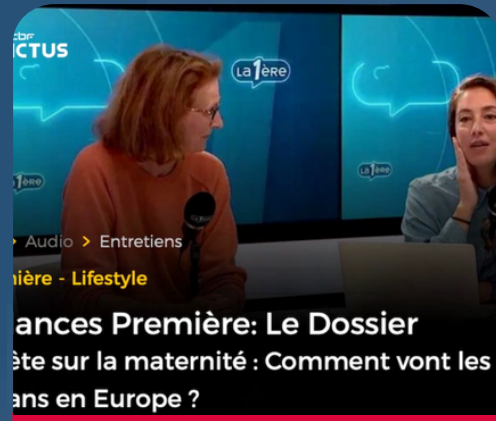 CTUS
LA 1ÈRE
LA 1ÈRE
1ÈRE
Audio > Entretiens
ière - Lifestyle
ances Première: Le Dossier
ête sur la maternité : Comment vont les
ans en Europe ?